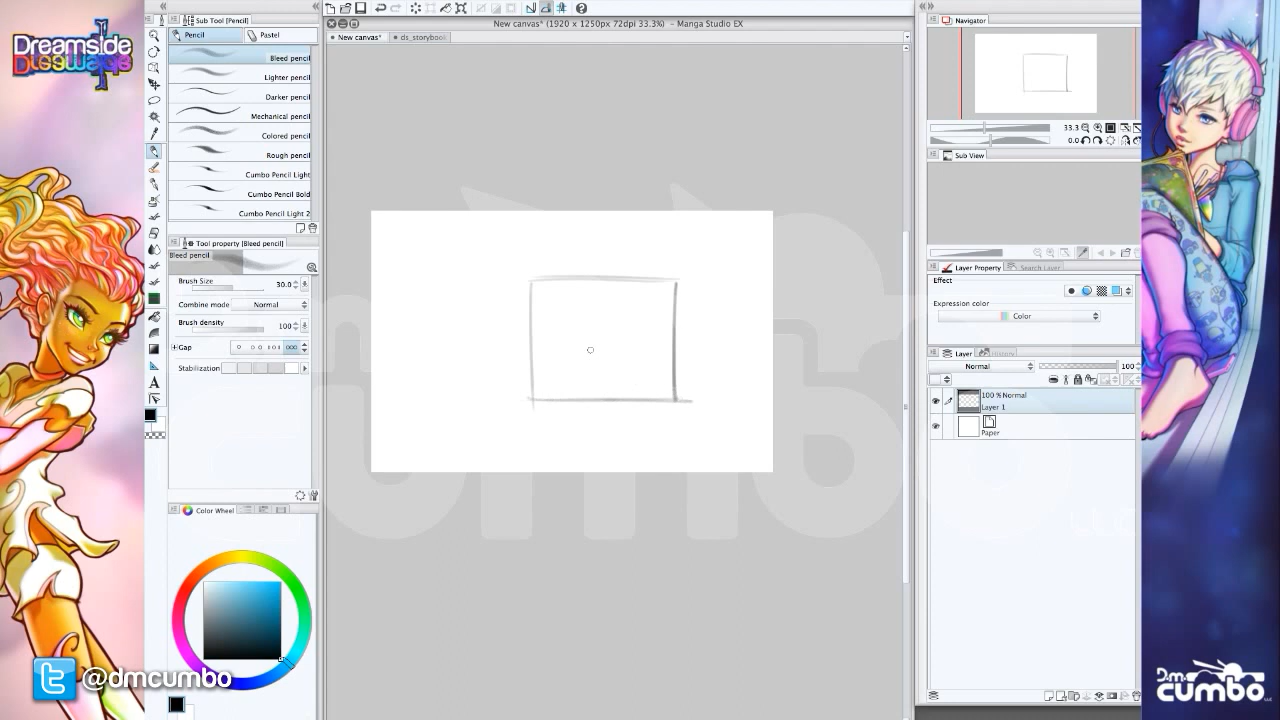 Dreamside
Dreamside
Sub Tool [Pencil]
Pencil
Pastel
Bleed pencil
Lighter pencil
Darker pencil
Mechanical pencil
Colored pencil
Rough pencil
Cumbo Pencil Light
Cumbo Pencil Bold
Cumbo Pencil Light 2
Tool property [Bleed pencil]
Bleed pencil
Brush Size
30.0
Combine mode
Normal
Brush density
100
Gap
Stabilization
Color Wheel
@dmcumbo
New canvas* (1920 x 1250px 72dpi 33.3%) - Manga Studio EX
New canvas*
ds_storybook
Navigator
33.3
0.0
Sub View
Layer Property
Search Layer
Effect
Expression color
Color
Layer
History
Normal
100
100 % Normal
Layer 1
Paper
D.m.
cumbo